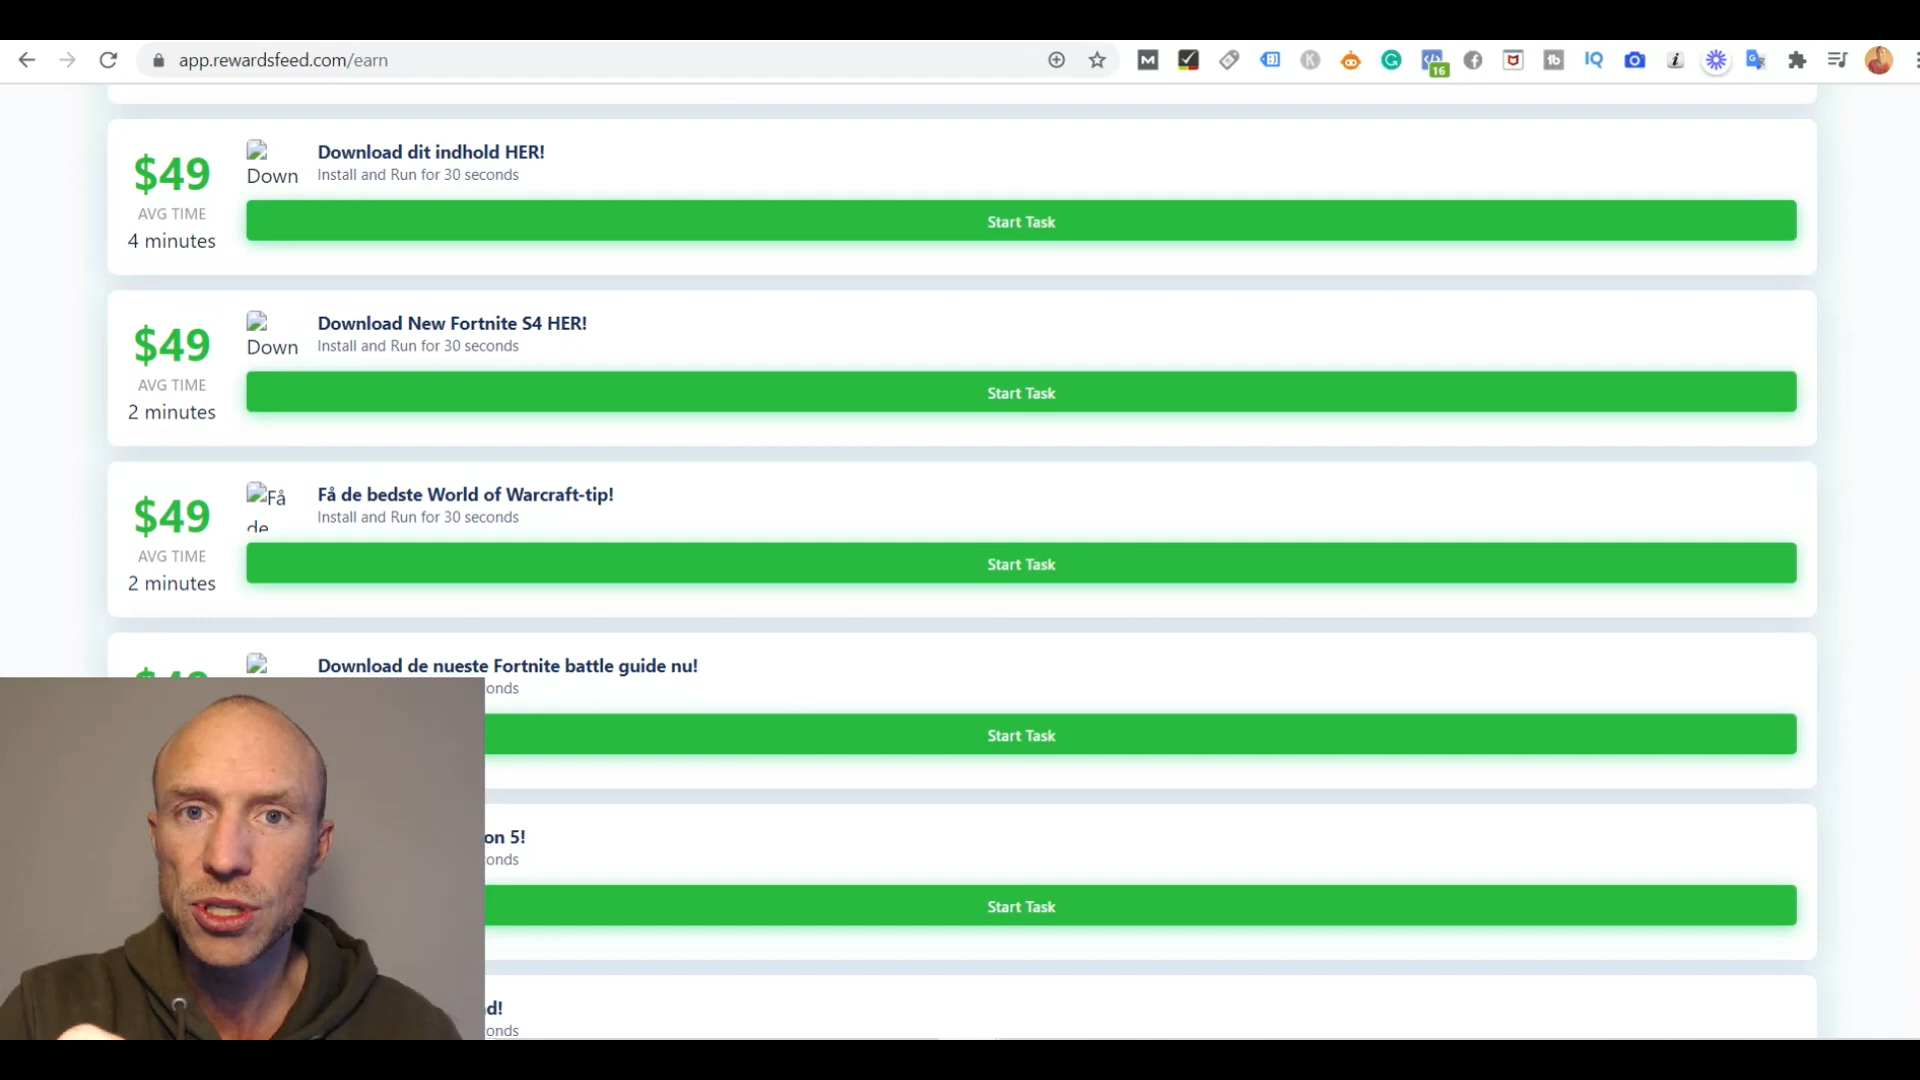 app.rewardsfeed.com/earn
16
$49
AVG TIME
4 minutes
Down
Download dit indhold HER!
Install and Run for 30 seconds
Start Task
$49
AVG TIME
2 minutes
Down
Download New Fortnite S4 HER!
Install and Run for 30 seconds
Start Task
$49
AVG TIME
2 minutes
Få
de
Få de bedste World of Warcraft-tip!
Install and Run for 30 seconds
Start Task
Download de nueste Fortnite battle guide nu!
onds
Start Task
on 5!
onds
Start Task
d!
onds